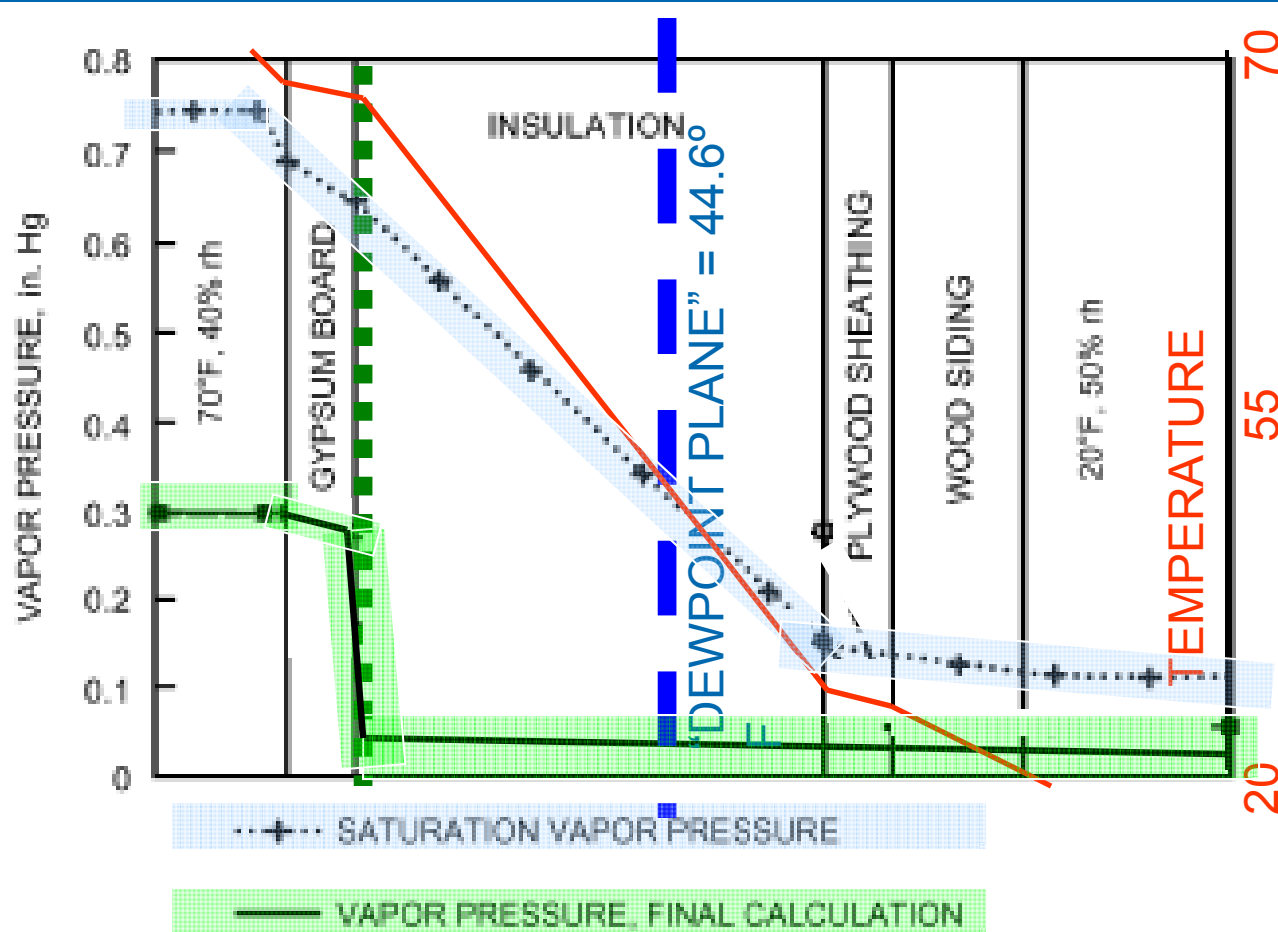 VAPOR PRESSURE, in. Hg
0.8
0.7
0.6
0.5
0.4
0.3
0.2
0.1
0
70°F, 40% rh
GYPSUM BOARD
INSULATION
“DEWPOINT PLANE” = 44.6º
F
PLYWOOD SHEATHING
WOOD SIDING
20°F, 50% rh
TEMPERATURE
70
55
20
SATURATION VAPOR PRESSURE
VAPOR PRESSURE, FINAL CALCULATION